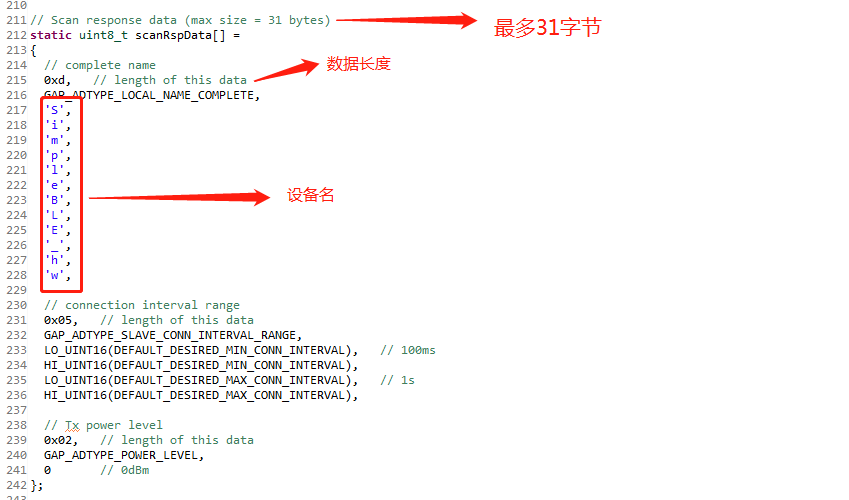 210
211 // Scan response data (max size = 31 bytes) 最多31字节
212 static uint8_t scanRspData[] =
213 {
214 // complete name
215 0xd, // length of this data 数据长度
216 GAP_ADTYPE_LOCAL_NAME_COMPLETE,
217 'S',
218 'i',
219 'm',
220 'p',
221 'l',
222 'e',
223 'B', 设备名
224 'L',
225 'E',
226 '_',
227 'h',
228 'w',
229
230 // connection interval range
231 0x05, // length of this data
232 GAP_ADTYPE_SLAVE_CONN_INTERVAL_RANGE,
233 LO_UINT16(DEFAULT_DESIRED_MIN_CONN_INTERVAL), // 100ms
234 HI_UINT16(DEFAULT_DESIRED_MIN_CONN_INTERVAL),
235 LO_UINT16(DEFAULT_DESIRED_MAX_CONN_INTERVAL), // 1s
236 HI_UINT16(DEFAULT_DESIRED_MAX_CONN_INTERVAL),
237
238 // Tx power level
239 0x02, // length of this data
240 GAP_ADTYPE_POWER_LEVEL,
241 0 // 0dBm
242 };
243